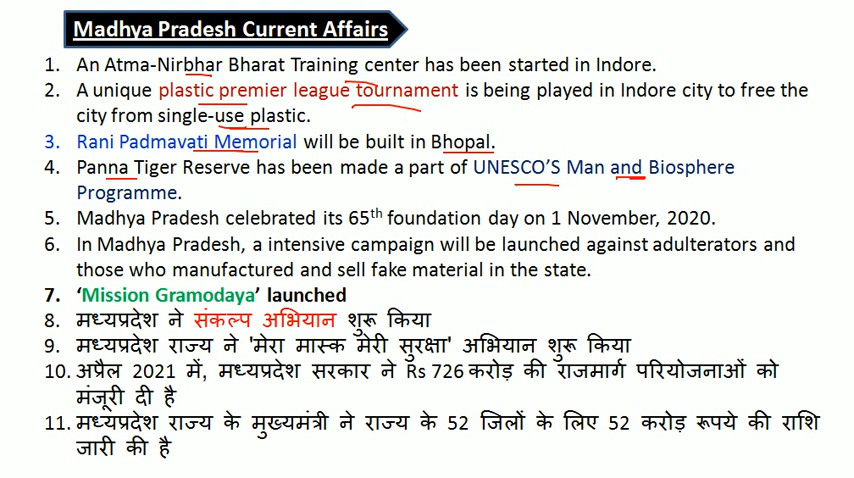 Madhya Pradesh Current Affairs
1. An Atma-Nirbhar Bharat Training center has been started in Indore.
2. A unique plastic premier league tournament is being played in Indore city to free the
city from single-use plastic.
3. Rani Padmavati Memorial will be built in Bhopal.
4. Panna Tiger Reserve has been made a part of UNESCO'S Man and Biosphere
Programme.
5. Madhya Pradesh celebrated its 65th foundation day on 1 November, 2020.
6. In Madhya Pradesh, a intensive campaign will be launched against adulterators and
those who manufactured and sell fake material in the state.
7. 'Mission Gramodaya' launched
8. मध्यप्रदेश ने संकल्प अभियान शुरू किया
9. मध्यप्रदेश राज्य ने 'मेरा मास्क मेरी सुरक्षा' अभियान शुरू किया
10. अप्रैल 2021 में, मध्यप्रदेश सरकार ने Rs 726 करोड़ की राजमार्ग परियोजनाओं को
मंजूरी दी है
11. मध्यप्रदेश राज्य के मुख्यमंत्री ने राज्य के 52 जिलों के लिए 52 करोड़ रूपये की राशि
जारी की है